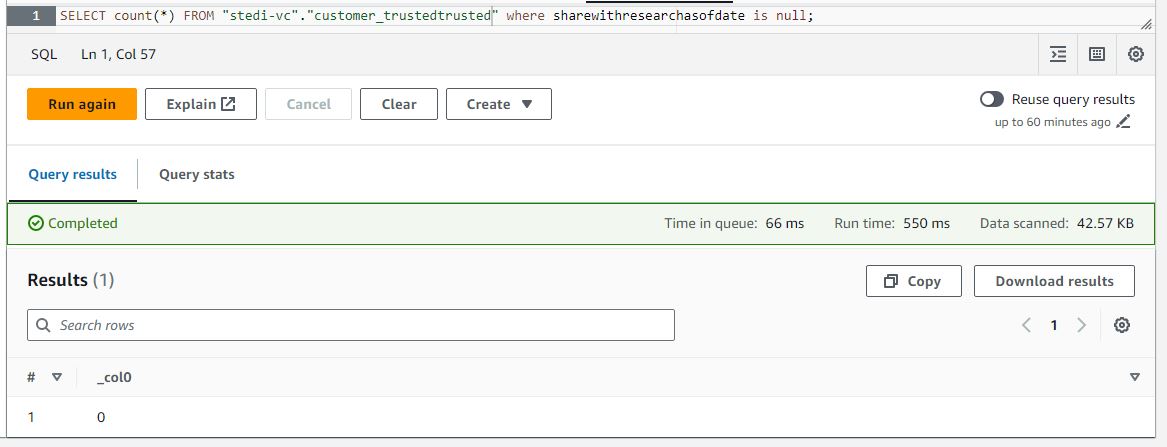 1 SELECT count(*) FROM "stedi-vc"."customer_trustedtrusted" where sharewithresearchasofdate is null;
SQL Ln 1, Col 57
Run again Explain Cancel Clear Create Reuse query results
up to 60 minutes ago
Query results Query stats
Completed Time in queue: 66 ms Run time: 550 ms Data scanned: 42.57 KB
Results (1) Copy Download results
Search rows 1
# _col0
1 0